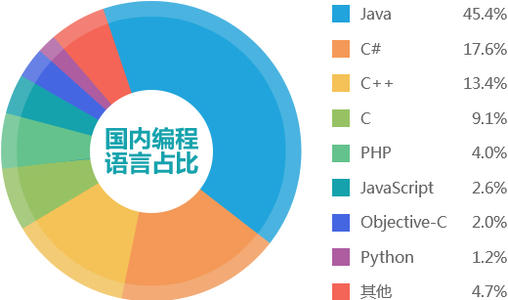 国内编程
语言占比
Java 45.4%
C# 17.6%
C++ 13.4%
C 9.1%
PHP 4.0%
JavaScript 2.6%
Objective-C 2.0%
Python 1.2%
其他 4.7%